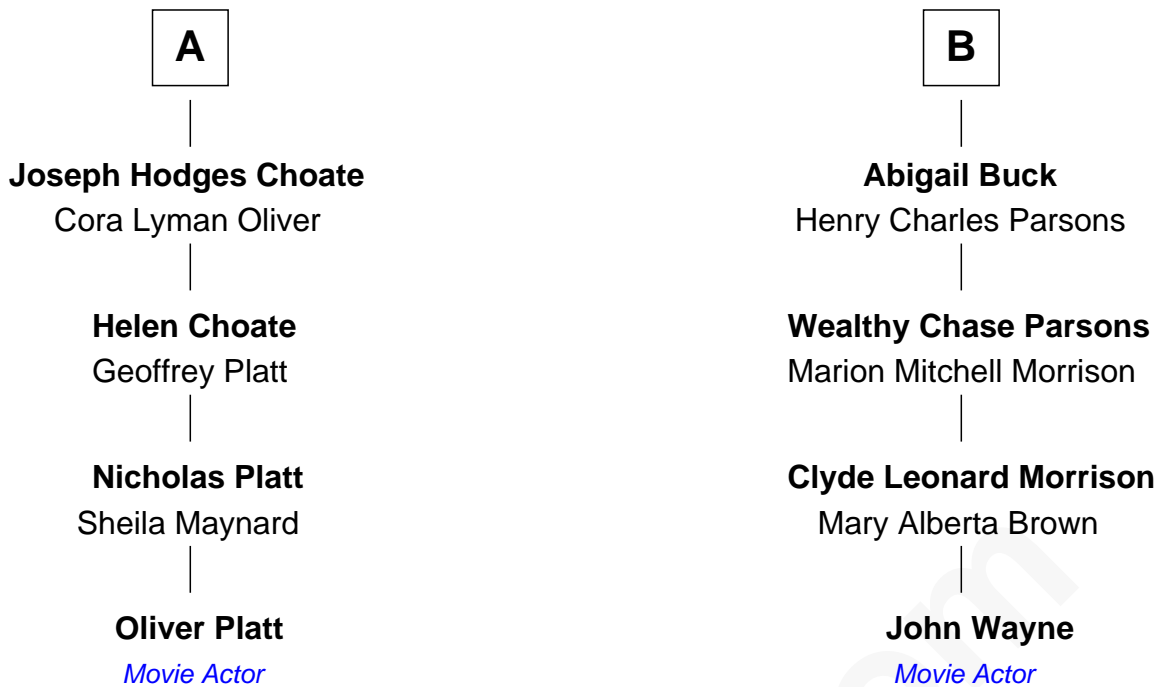 A
Joseph Hodges Choate
Cora Lyman Oliver
Helen Choate
Geoffrey Platt
Nicholas Platt
Sheila Maynard
Oliver Platt
Movie Actor
B
Abigail Buck
Henry Charles Parsons
Wealthy Chase Parsons
Marion Mitchell Morrison
Clyde Leonard Morrison
Mary Alberta Brown
John Wayne
Movie Actor